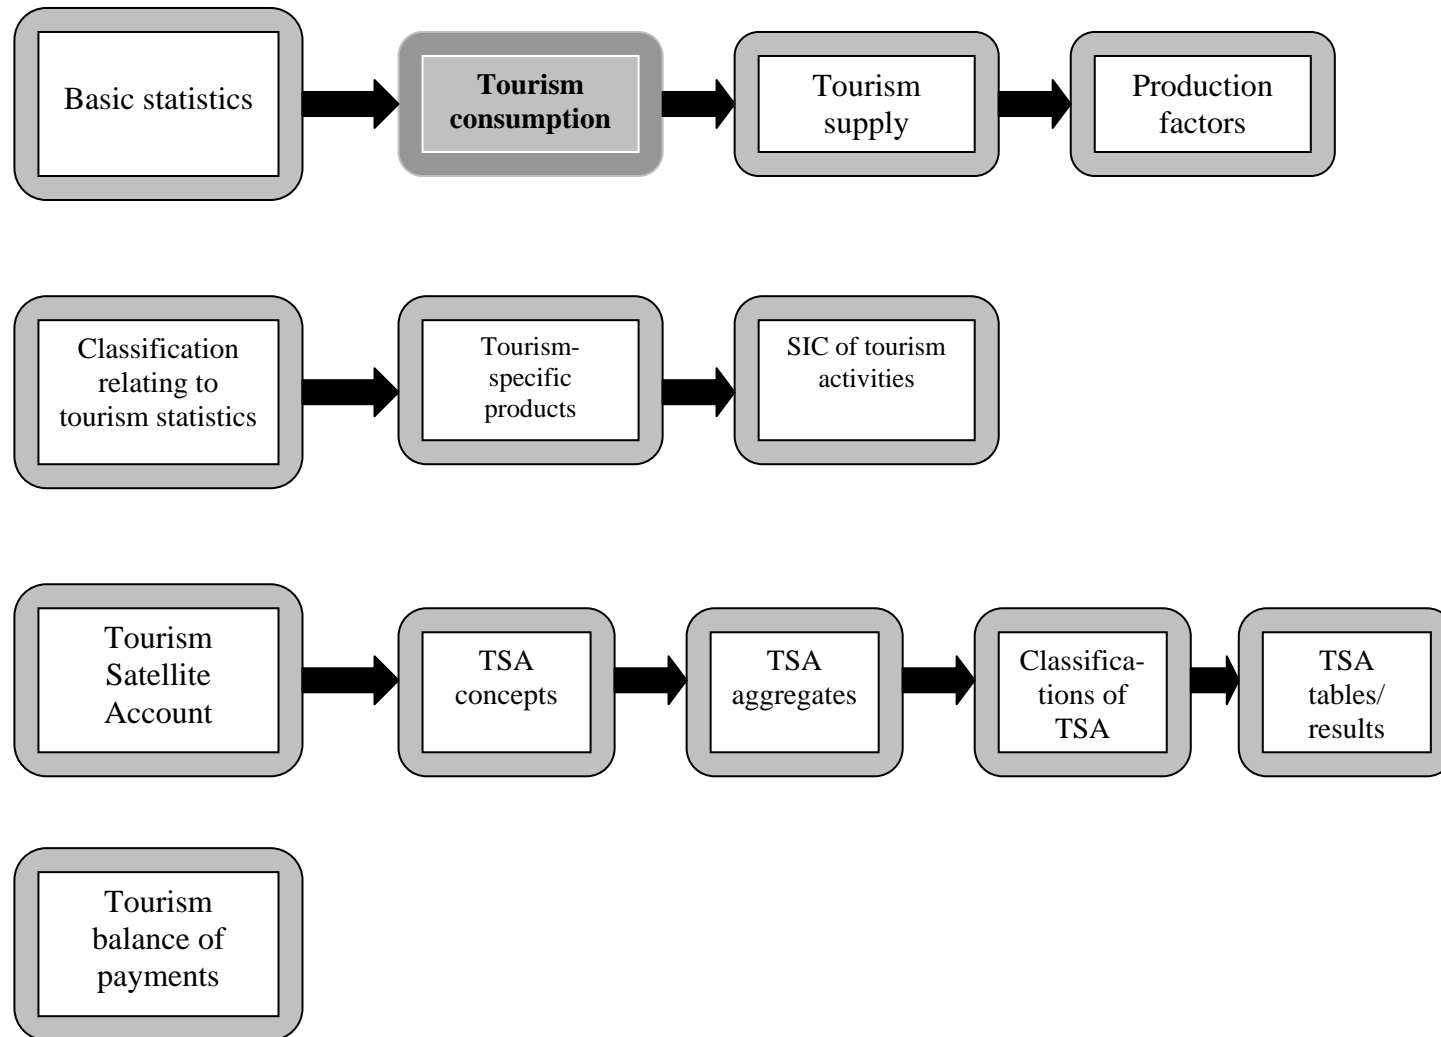 Basic statistics
Tourism
consumption
Tourism
supply
Production
factors
Classification
relating to
tourism statistics
Tourism-
specific
products
SIC of tourism
activities
Tourism
Satellite
Account
TSA
concepts
TSA
aggregates
Classifica-
tions of
TSA
TSA
tables/
results
Tourism
balance of
payments